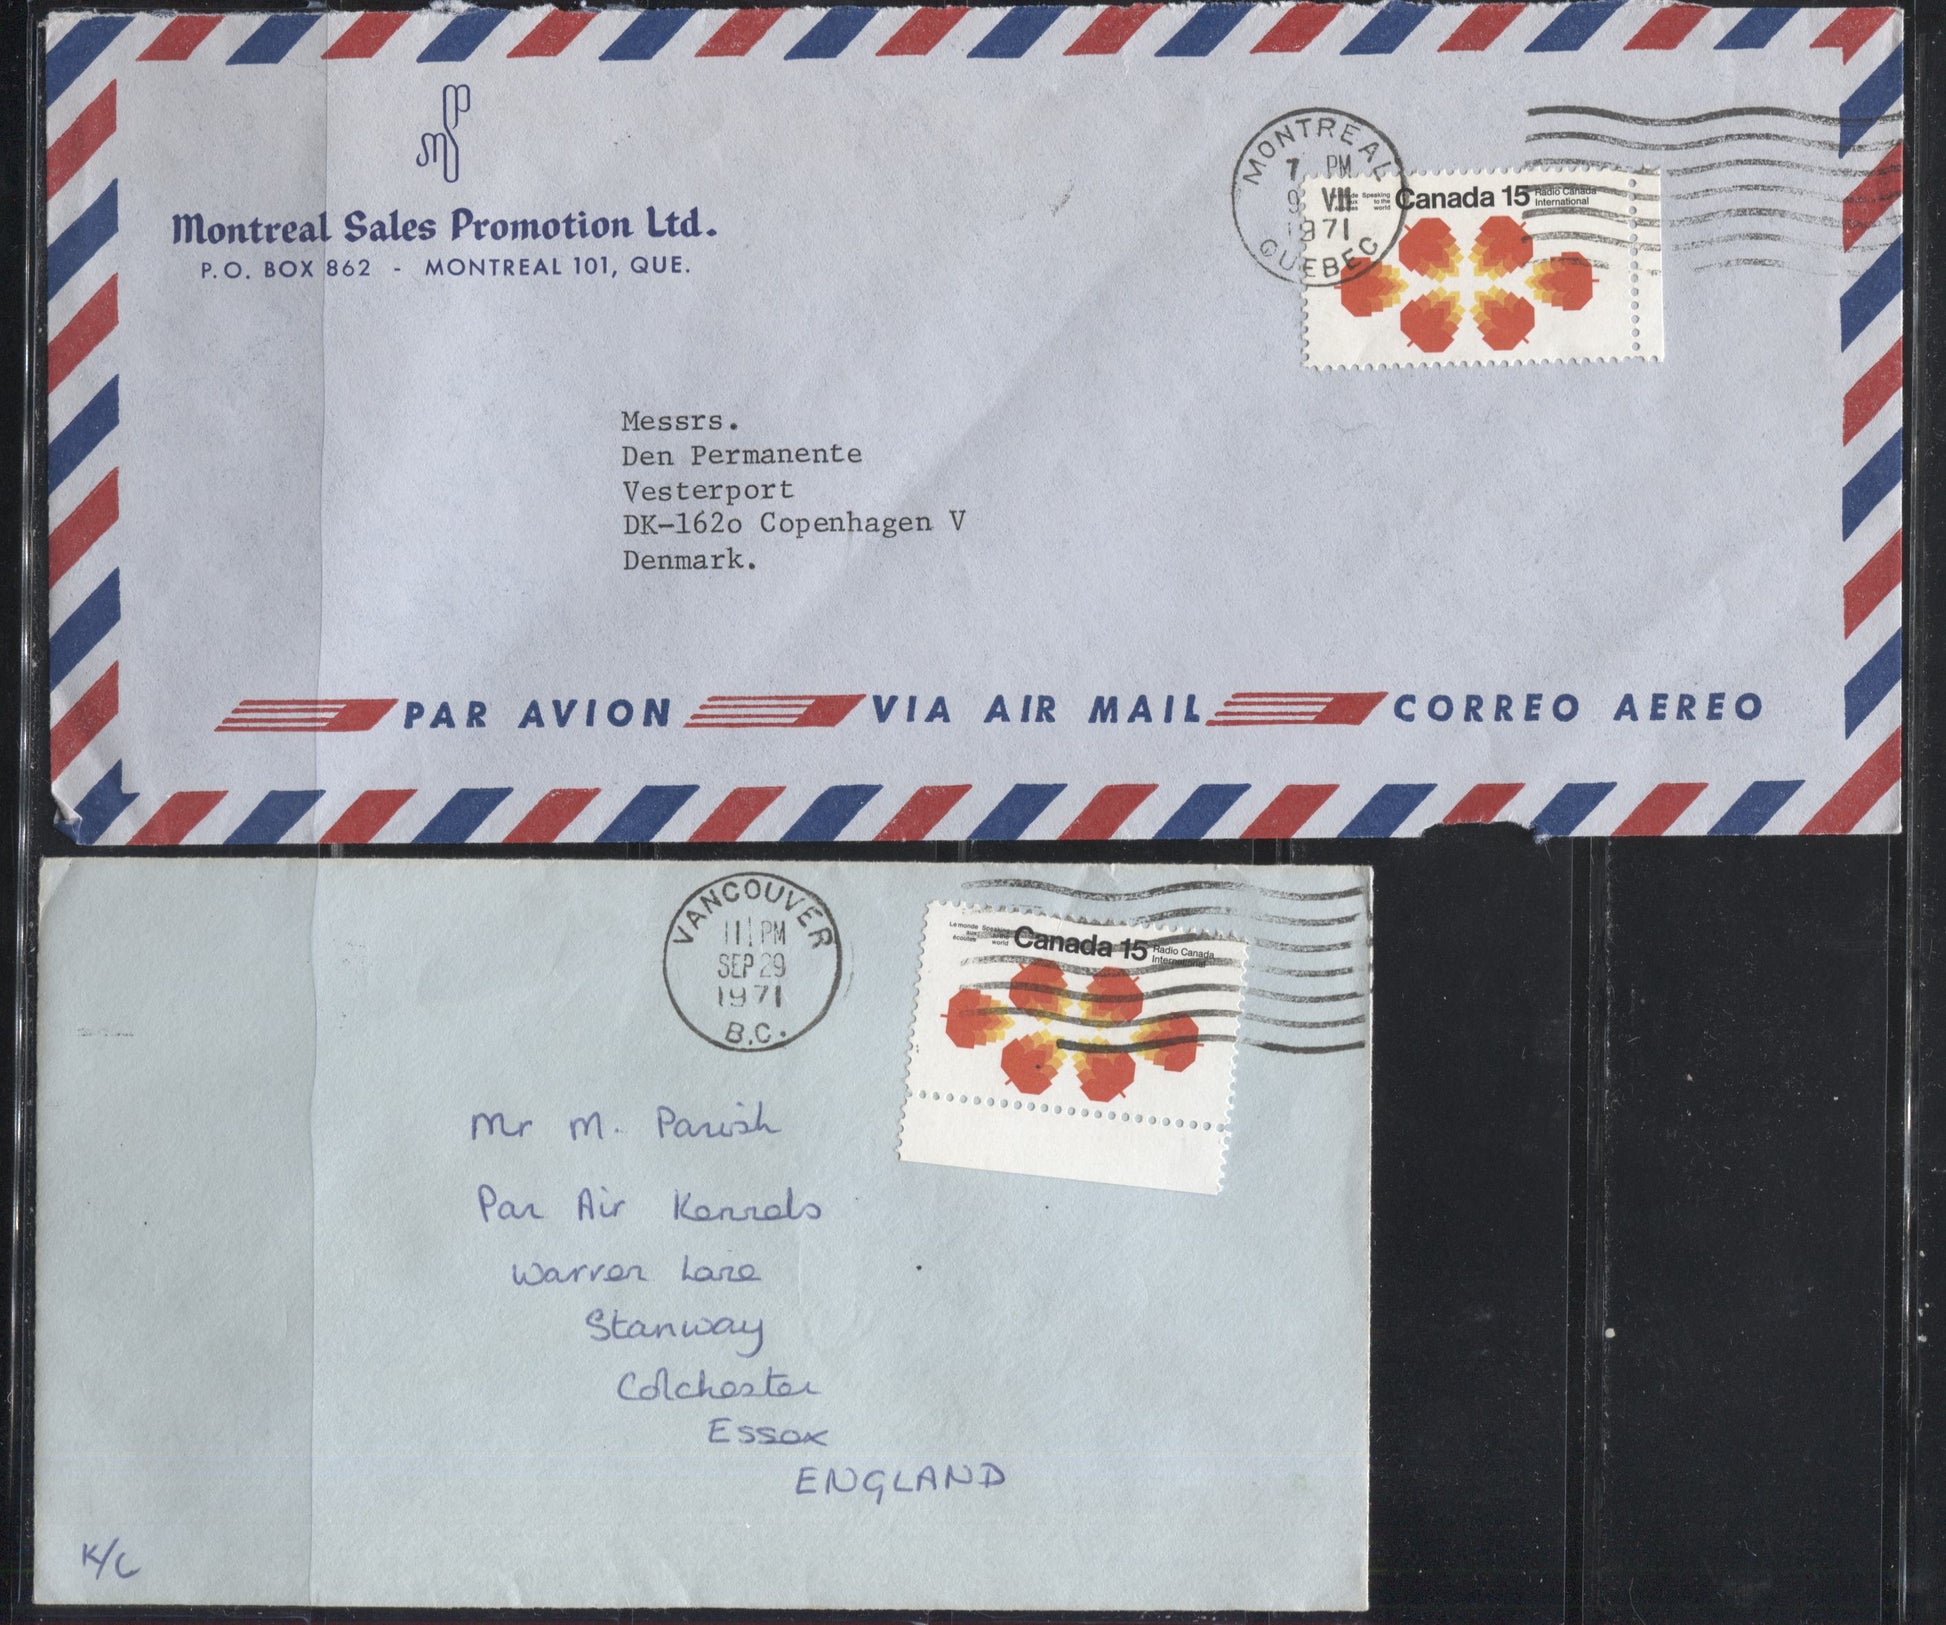 Montreal Sales Promotion Ltd.
P.O. BOX 862 - MONTREAL 101, QUE.
MONTREAL
7 PM
9 VII
1971
QUEBEC
Speaking
to the
world
Canada 15
Radio Canada
International
Messrs.
Den Permanente
Vesterport
DK-162o Copenhagen V
Denmark.
PAR AVION VIA AIR MAIL CORREO AEREO
VANCOUVER
11 PM
SEP 29
1971
B.C.
Le monde
aux
écoutes
Speaking
world
Canada 15
Radio Canada
International
Mr M. Parish
Par Air Kennels
Warren Lane
Stanway
Colchester
Essex
ENGLAND
K/C